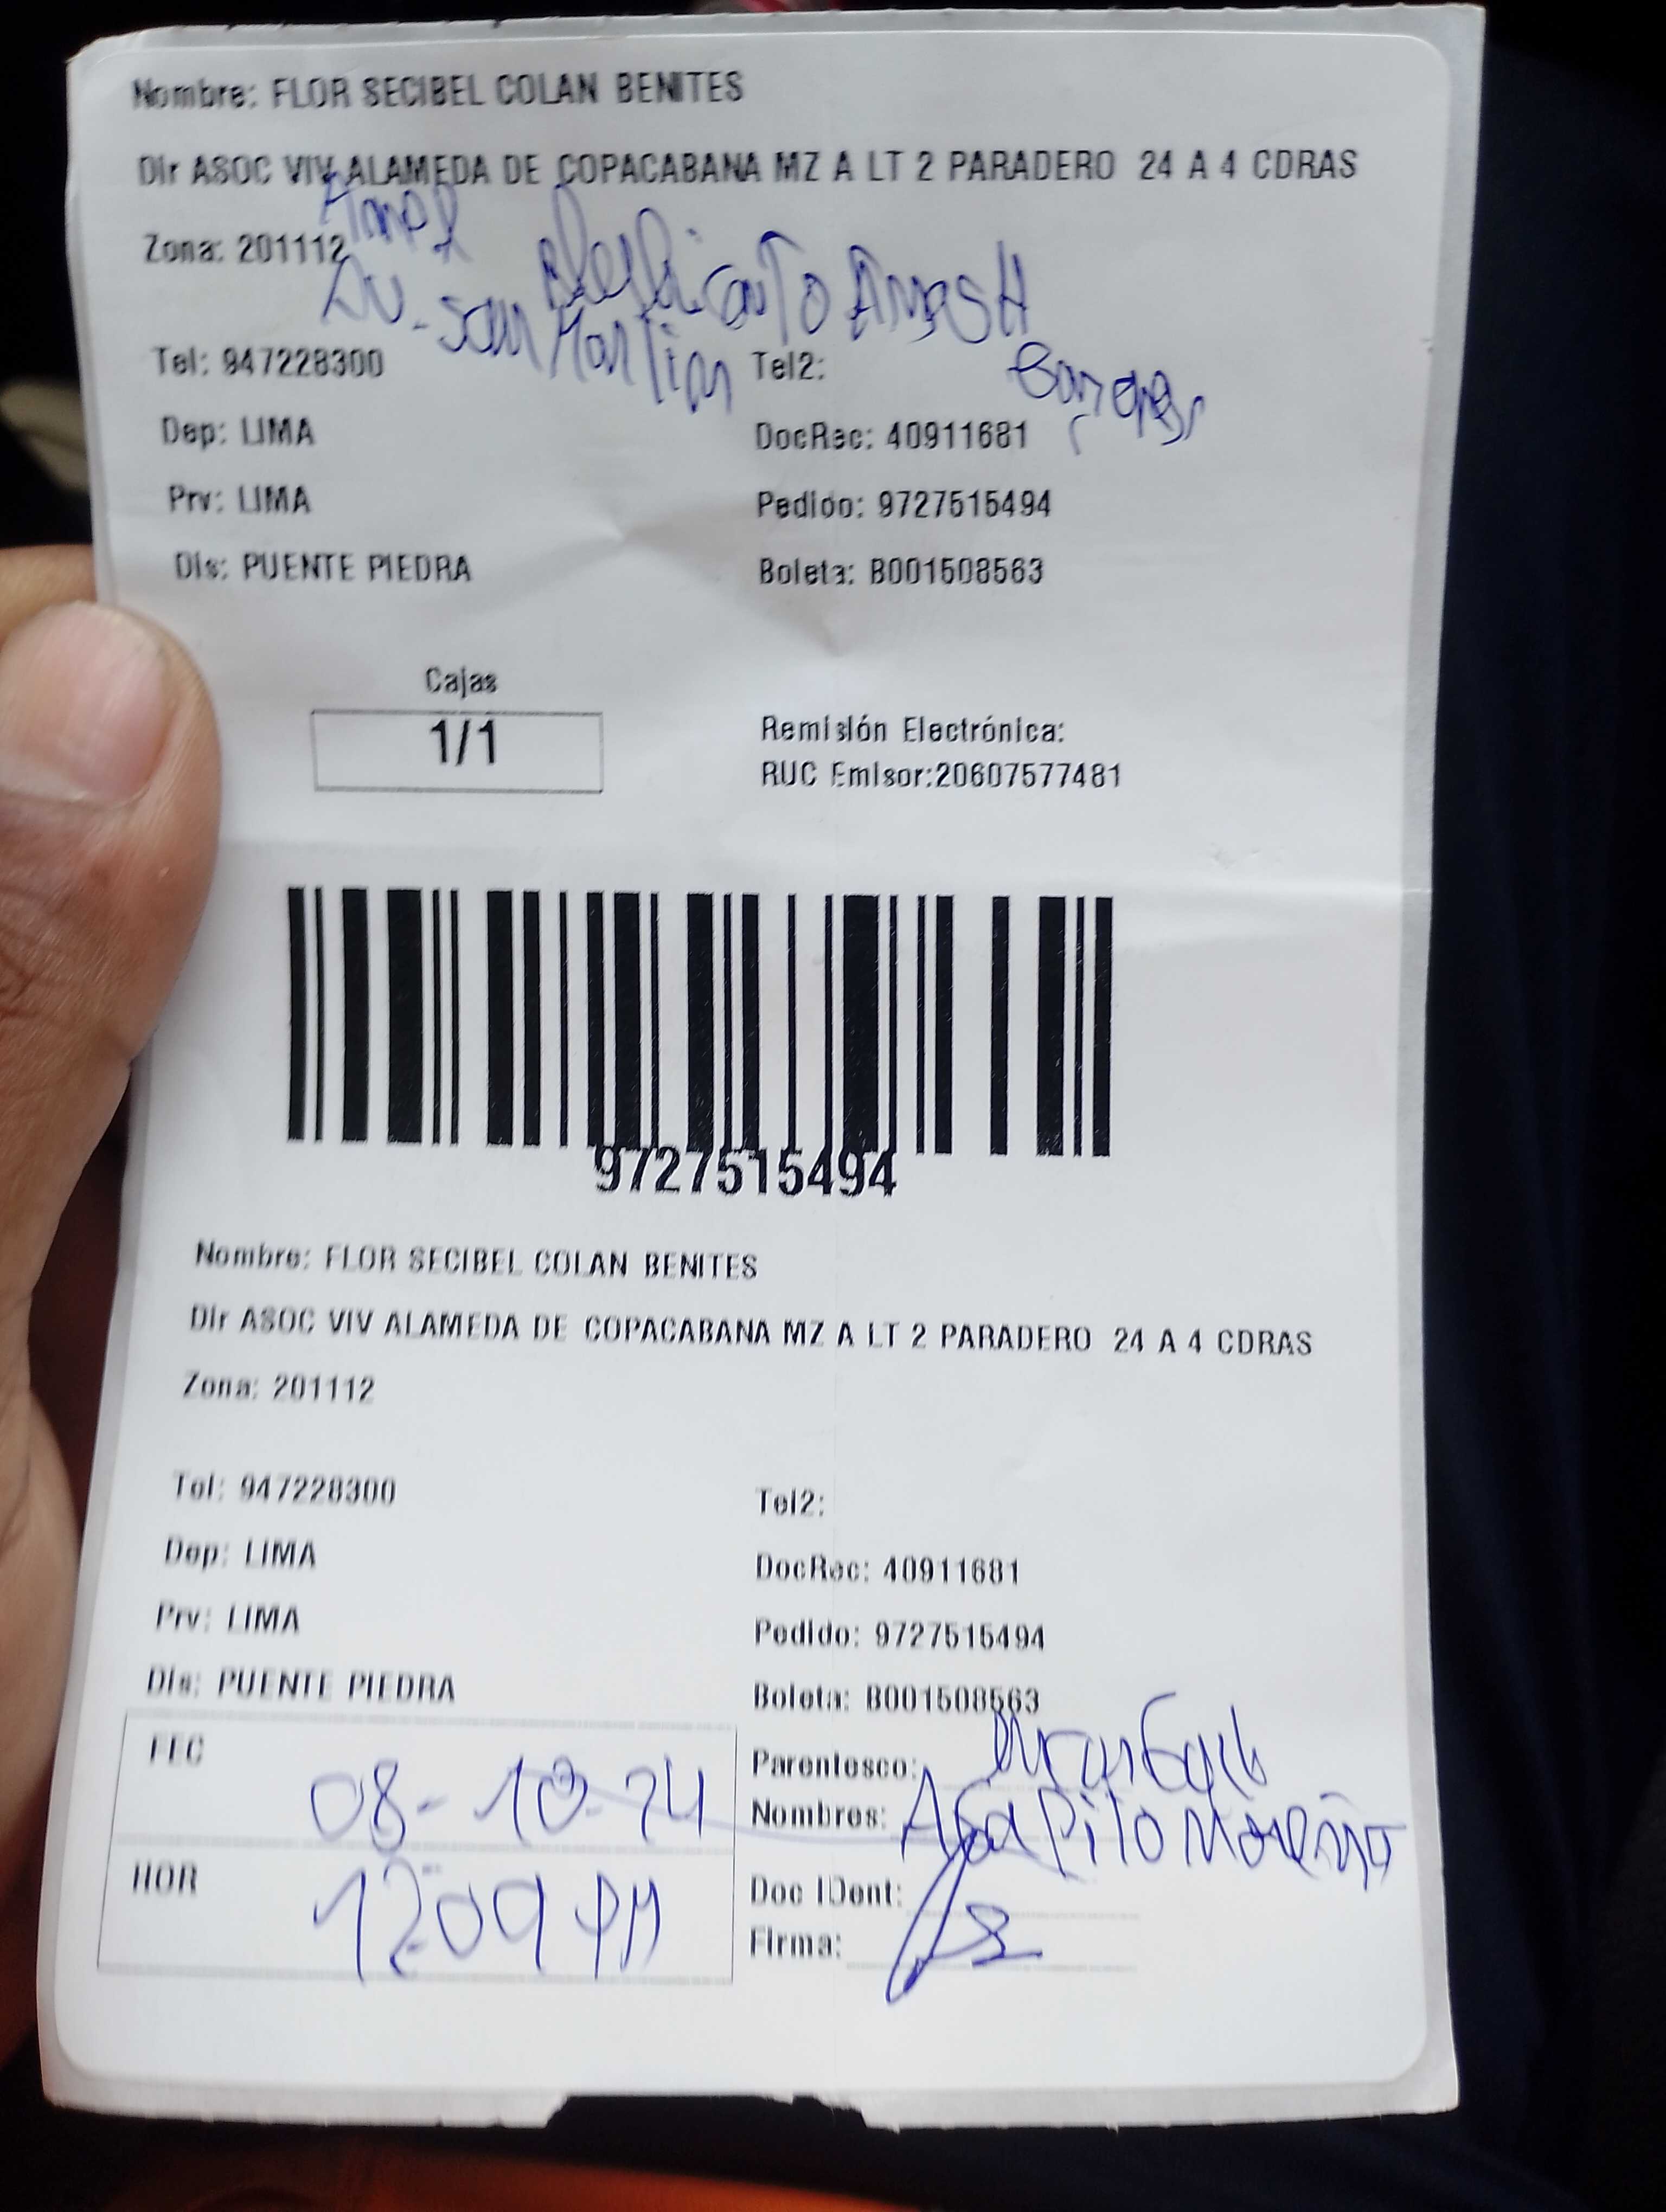 Nombre: FLOR SECIBEL COLAN BENITES
Dir ASOC VIV ALAMEDA DE COPACABANA MZ A LT 2 PARADERO 24 A 4 CDRAS
Zona: 201112
Av. San Martin
Tel: 947228300 Tel2:
Dep: LIMA DocRec: 40911681
Prv: LIMA Pedido: 9727515494
Dis: PUENTE PIEDRA Boleta: B001508563
Cajas
1/1
Remisión Electrónica:
RUC Emisor:20607577481
9727515494
Nombre: FLOR SECIBEL COLAN BENITES
Dir ASOC VIV ALAMEDA DE COPACABANA MZ A LT 2 PARADERO 24 A 4 CDRAS
Zona: 201112
Tel: 947228300 Tel2:
Dep: LIMA DocRec: 40911681
Prv: LIMA Pedido: 9727515494
Dis: PUENTE PIEDRA Boleta: B001508563
FEC 08-10-24
Parentesco:
Nombres: Agapito Moreno
HOR 12:09 PM
Doc IDent:
Firma: